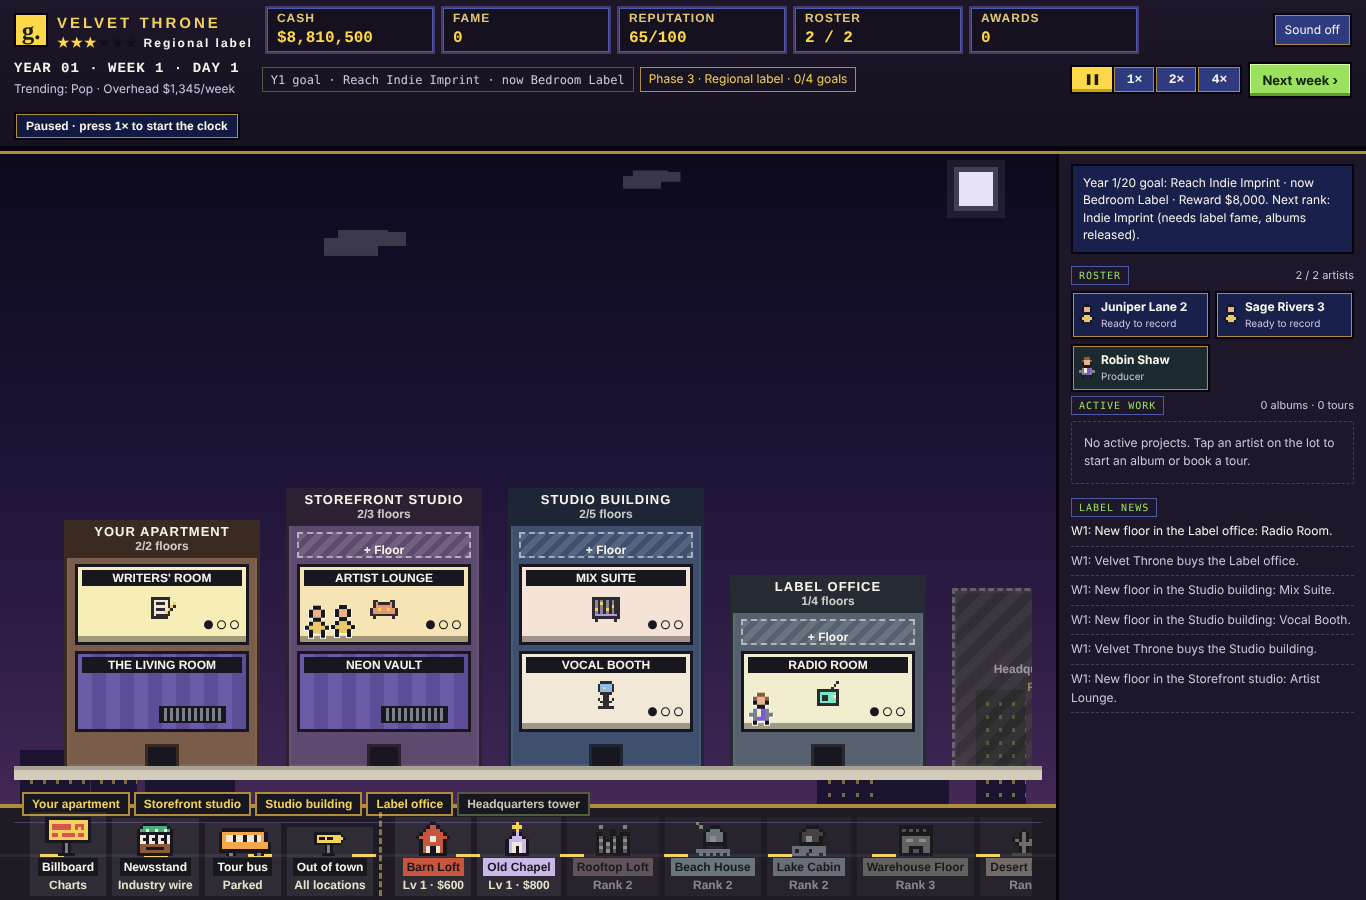 g. VELVET THRONE
★★★★★★ Regional label
CASH
$8,810,500
FAME
0
REPUTATION
65/100
ROSTER
2 / 2
AWARDS
0
Sound off
YEAR 01 · WEEK 1 · DAY 1
Trending: Pop · Overhead $1,345/week
Y1 goal · Reach Indie Imprint · now Bedroom Label
Phase 3 · Regional label · 0/4 goals
1×
2×
4×
Next week ›
Paused · press 1× to start the clock
YOUR APARTMENT
2/2 floors
WRITERS' ROOM
THE LIVING ROOM
STOREFRONT STUDIO
2/3 floors
+ Floor
ARTIST LOUNGE
NEON VAULT
STUDIO BUILDING
2/5 floors
+ Floor
MIX SUITE
VOCAL BOOTH
LABEL OFFICE
1/4 floors
+ Floor
RADIO ROOM
Headqu
Your apartment
Storefront studio
Studio building
Label office
Headquarters tower
Billboard
Charts
Newsstand
Industry wire
Tour bus
Parked
Out of town
All locations
Barn Loft
Lv 1 · $600
Old Chapel
Lv 1 · $800
Rooftop Loft
Rank 2
Beach House
Rank 2
Lake Cabin
Rank 2
Warehouse Floor
Rank 3
Desert
Ran
Year 1/20 goal: Reach Indie Imprint · now
Bedroom Label · Reward $8,000. Next rank:
Indie Imprint (needs label fame, albums
released).
ROSTER
2 / 2 artists
Juniper Lane 2
Ready to record
Sage Rivers 3
Ready to record
Robin Shaw
Producer
ACTIVE WORK
0 albums · 0 tours
No active projects. Tap an artist on the lot to
start an album or book a tour.
LABEL NEWS
W1: New floor in the Label office: Radio Room.
W1: Velvet Throne buys the Label office.
W1: New floor in the Studio building: Mix Suite.
W1: New floor in the Studio building: Vocal Booth.
W1: Velvet Throne buys the Studio building.
W1: New floor in the Storefront studio: Artist
Lounge.